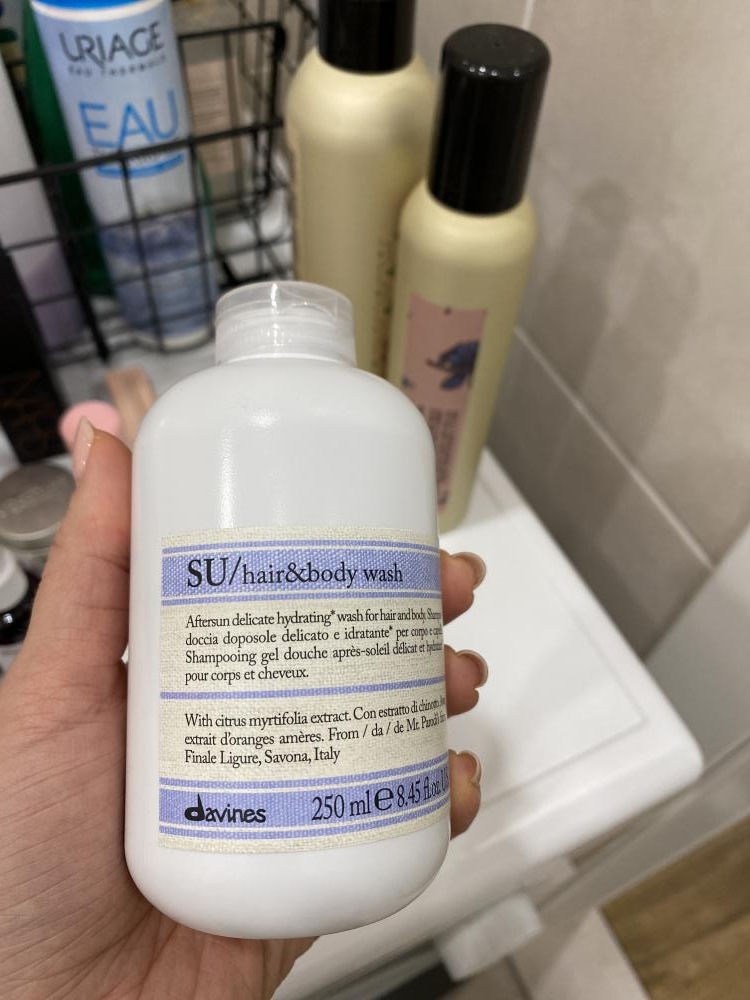 URIAGE
EAU THERMALE
EAU
SU/hair&body wash
Aftersun delicate hydrating* wash for hair and body.
doccia doposole delicato e idratante* per corpo e
Shampooing gel douche après-soleil délicat et
pour corps et cheveux.
With citrus myrtifolia extract. Con estratto di chinotto.
extrait d'oranges amères. From / da / de Mr. Parodi's
Finale Ligure, Savona, Italy
davines 250 ml e 8.45 fl.oz.